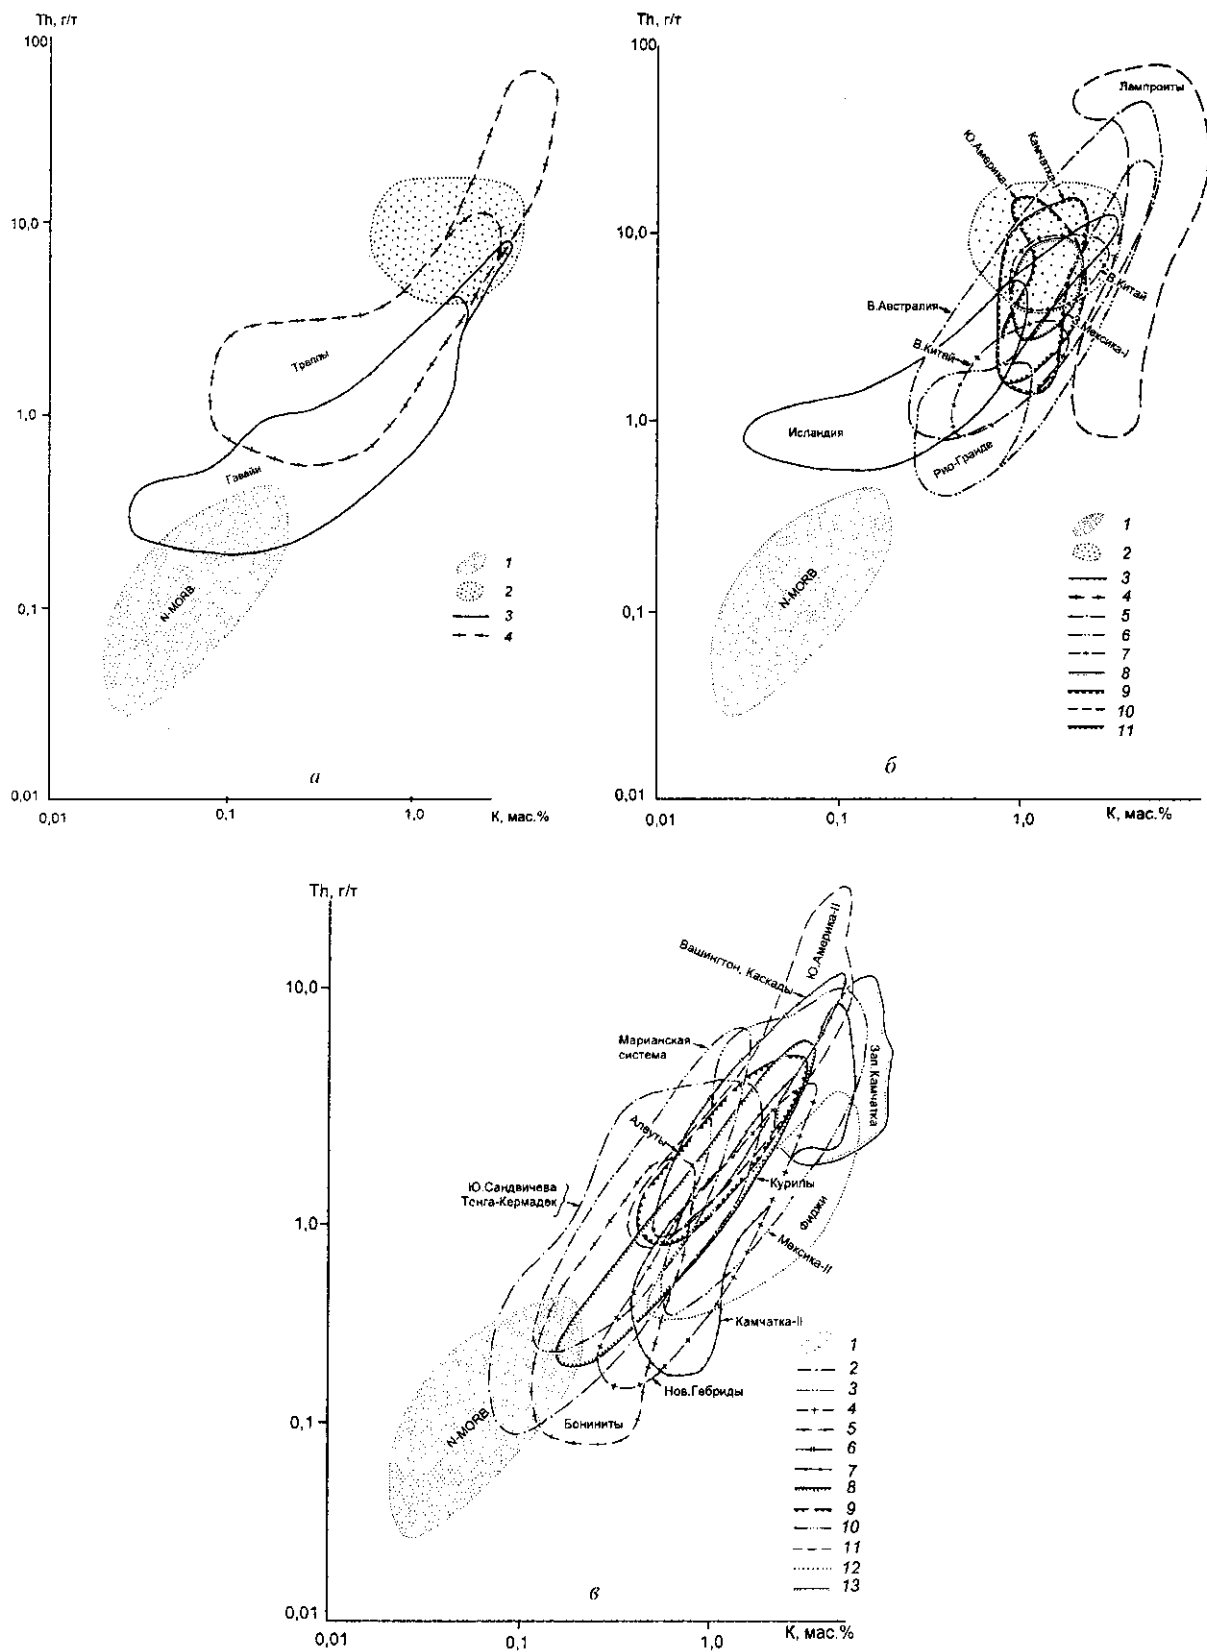 Th, г/т
100
10,0
1,0
0,1
0,01
Траппы
Гавайи
N-MORB
1
2
3
4
а
0,01
0,1
1,0
К, мас.%
Th, г/т
100
10,0
1,0
0,1
0,01
Лампроиты
Ю.Америка
Камчатка
В.Китай
В.Австралия
Мексика-I
В.Китай
Исландия
Рио-Гранде
N-MORB
1
2
3
4
5
6
7
8
9
10
11
б
0,01
0,1
1,0
К, мас.%
Th, г/т
10,0
1,0
0,1
0,01
Ю.Америка-II
Вашингтон, Каскады
Марианская
система
Зап.Камчатка
Алеуты
Ю.Сандвичева
Тонга-Кермадек
Курилы
Фиджи
Мексика-II
Камчатка-II
Нов.Гебриды
Бониниты
N-MORB
1
2
3
4
5
6
7
8
9
10
11
12
13
в
0,01
0,1
1,0
К, мас.%